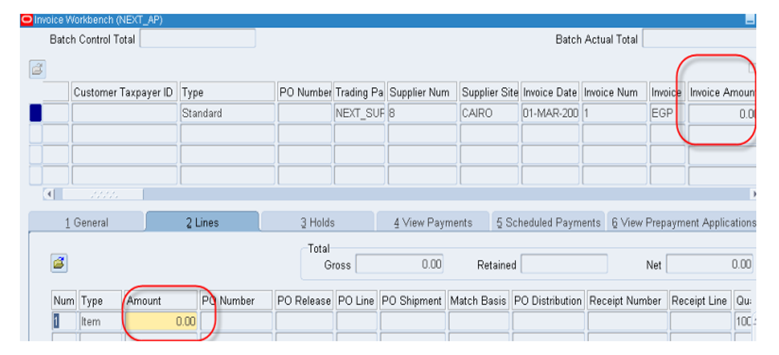 Invoice Workbench (NEXT_AP)
Batch Control Total
Batch Actual Total
Customer Taxpayer ID Type PO Number Trading Pa Supplier Num Supplier Site Invoice Date Invoice Num Invoice Invoice Amoun
Standard NEXT_SUF 8 CAIRO 01-MAR-200 1 EGP 0.0
1 General 2 Lines 3 Holds 4 View Payments 5 Scheduled Payments 6 View Prepayment Applications
Total
Gross 0.00 Retained Net 0.00
Num Type Amount PO Number PO Release PO Line PO Shipment Match Basis PO Distribution Receipt Number Receipt Line Qu
1 Item 0.00 100